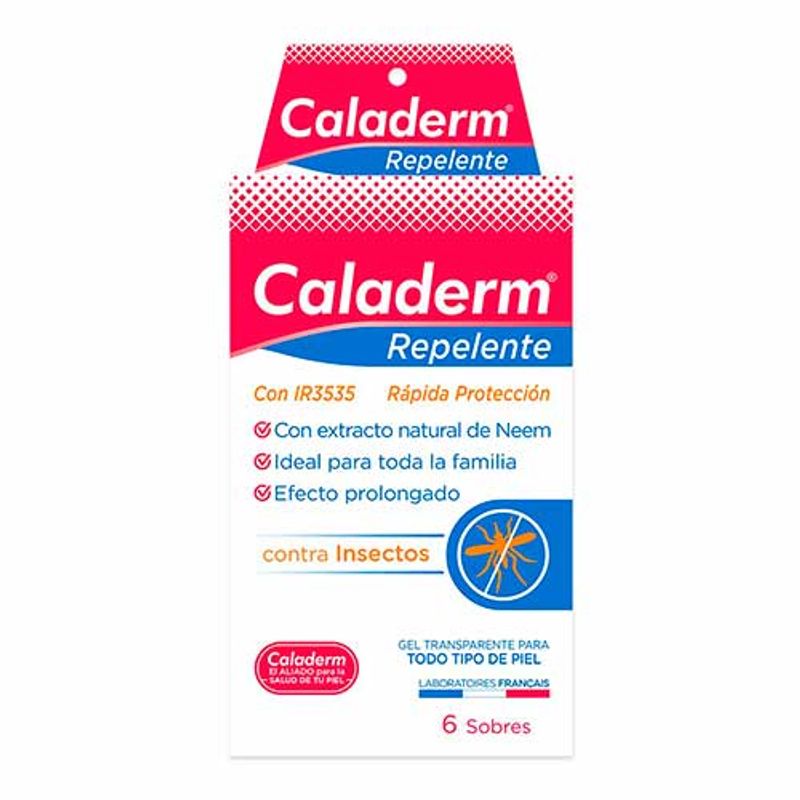 Caladerm®
Repelente
Caladerm®
Repelente
Con IR3535 Rápida Protección
Con extracto natural de Neem
Ideal para toda la familia
Efecto prolongado
contra Insectos
GEL TRANSPARENTE PARA
TODO TIPO DE PIEL
Caladerm
El ALIADO para la
SALUD DE TU PIEL
LABORATOIRES FRANÇAIS
6 Sobres